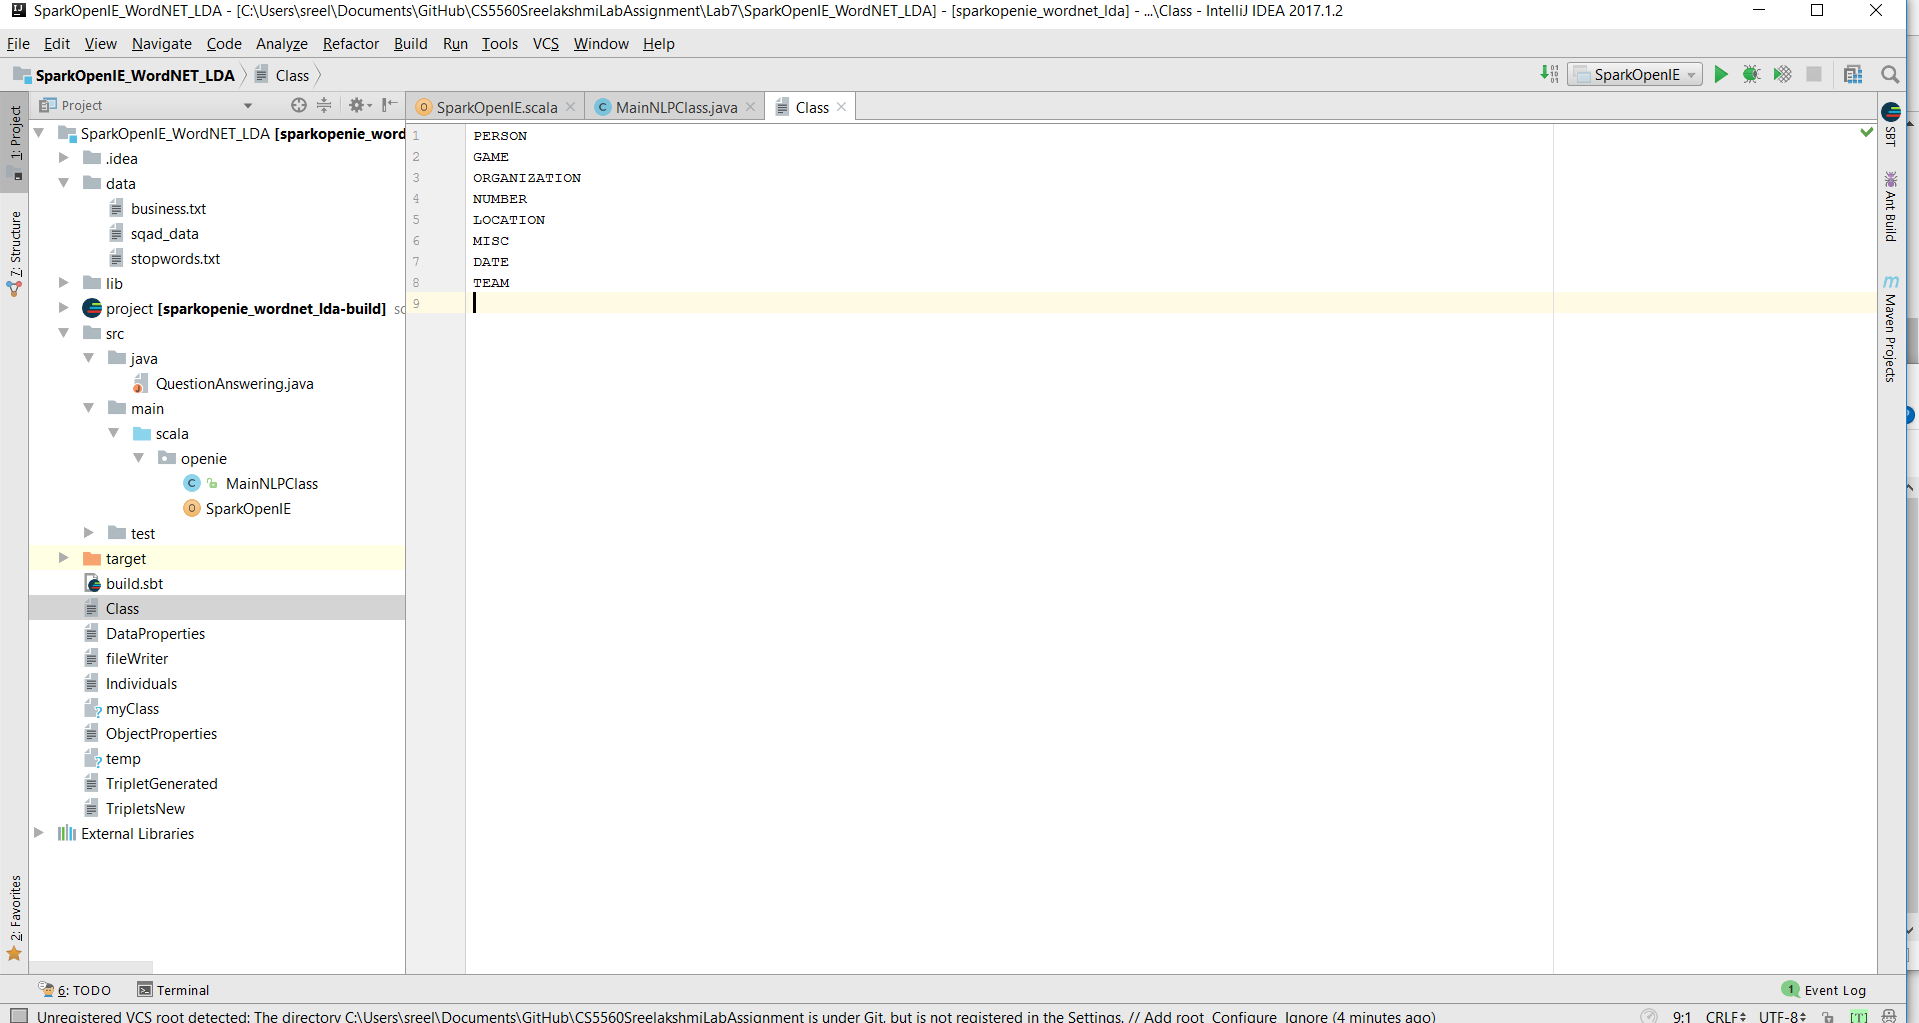 SparkOpenIE_WordNET_LDA - [C:\Users\sreel\Documents\GitHub\CS5560SreelakshmiLabAssignment\Lab7\SparkOpenIE_WordNET_LDA] - [sparkopenie_wordnet_lda] - ...\Class - IntelliJ IDEA 2017.1.2
File Edit View Navigate Code Analyze Refactor Build Run Tools VCS Window Help
SparkOpenIE_WordNET_LDA Class SparkOpenIE
Project
SparkOpenIE.scala MainNLPClass.java Class
1: Project
7: Structure
2: Favorites
SparkOpenIE_WordNET_LDA [sparkopenie_word
.idea
data
business.txt
sqad_data
stopwords.txt
lib
project [sparkopenie_wordnet_lda-build] sc
src
java
QuestionAnswering.java
main
scala
openie
MainNLPClass
SparkOpenIE
test
target
build.sbt
Class
DataProperties
fileWriter
Individuals
myClass
ObjectProperties
temp
TripletGenerated
TripletsNew
External Libraries
1 PERSON
2 GAME
3 ORGANIZATION
4 NUMBER
5 LOCATION
6 MISC
7 DATE
8 TEAM
9
SBT
Ant Build
Maven Projects
6: TODO Terminal 1 Event Log
Unregistered VCS root detected: The directory C:\Users\sreel\Documents\GitHub\CS5560SreelakshmiLabAssignment is under Git, but is not registered in the Settings. // Add root Configure Ignore (4 minutes ago) 9:1 CRLF UTF-8 [T]